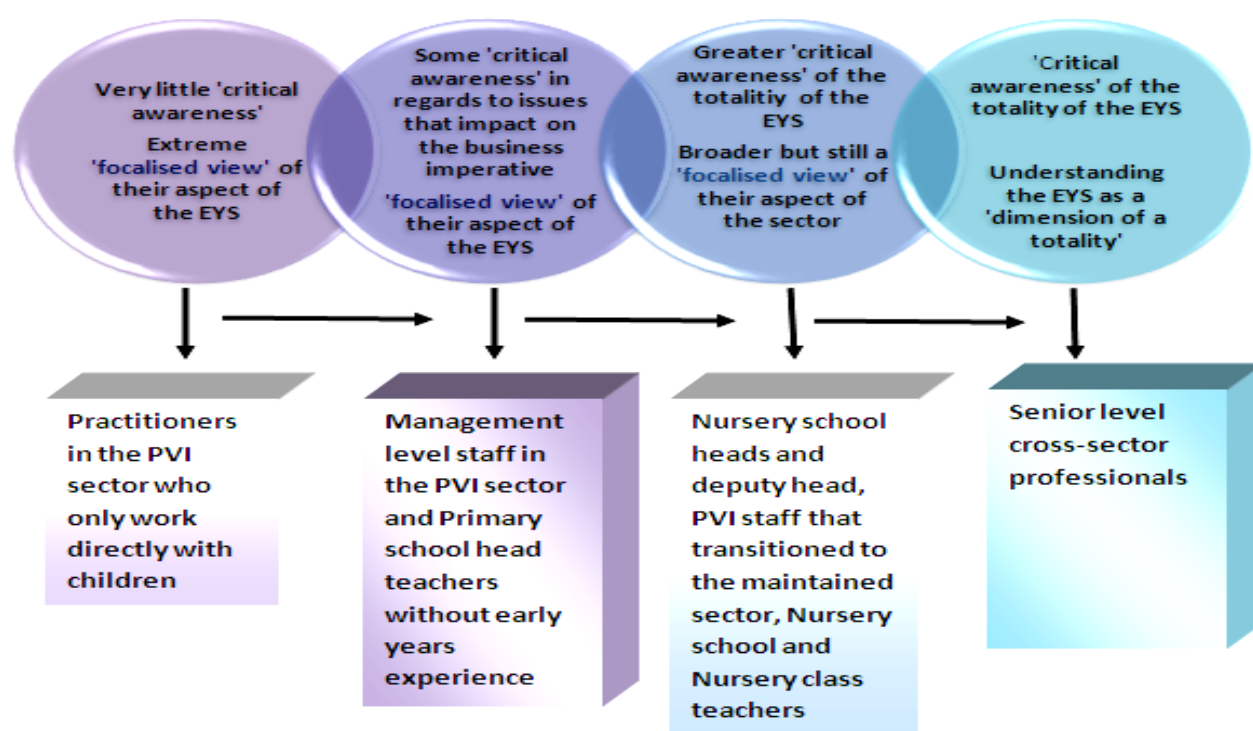 Very little 'critical
awareness'
Extreme
'focalised view' of
their aspect of
the EYS
Some 'critical
awareness' in
regards to issues
that impact on
the business
imperative
'focalised view' of
their aspect of
the EYS
Greater 'critical
awareness' of the
totalitiy of the
EYS
Broader but still a
'focalised view' of
their aspect of
the sector
'Critical
awareness' of the
totality of the EYS
Understanding
the EYS as a
'dimension of a
totality'
Practitioners
in the PVI
sector who
only work
directly with
children
Management
level staff in
the PVI sector
and Primary
school head
teachers
without early
years
experience
Nursery school
heads and
deputy head,
PVI staff that
transitioned to
the maintained
sector, Nursery
school and
Nursery class
teachers
Senior level
cross-sector
professionals